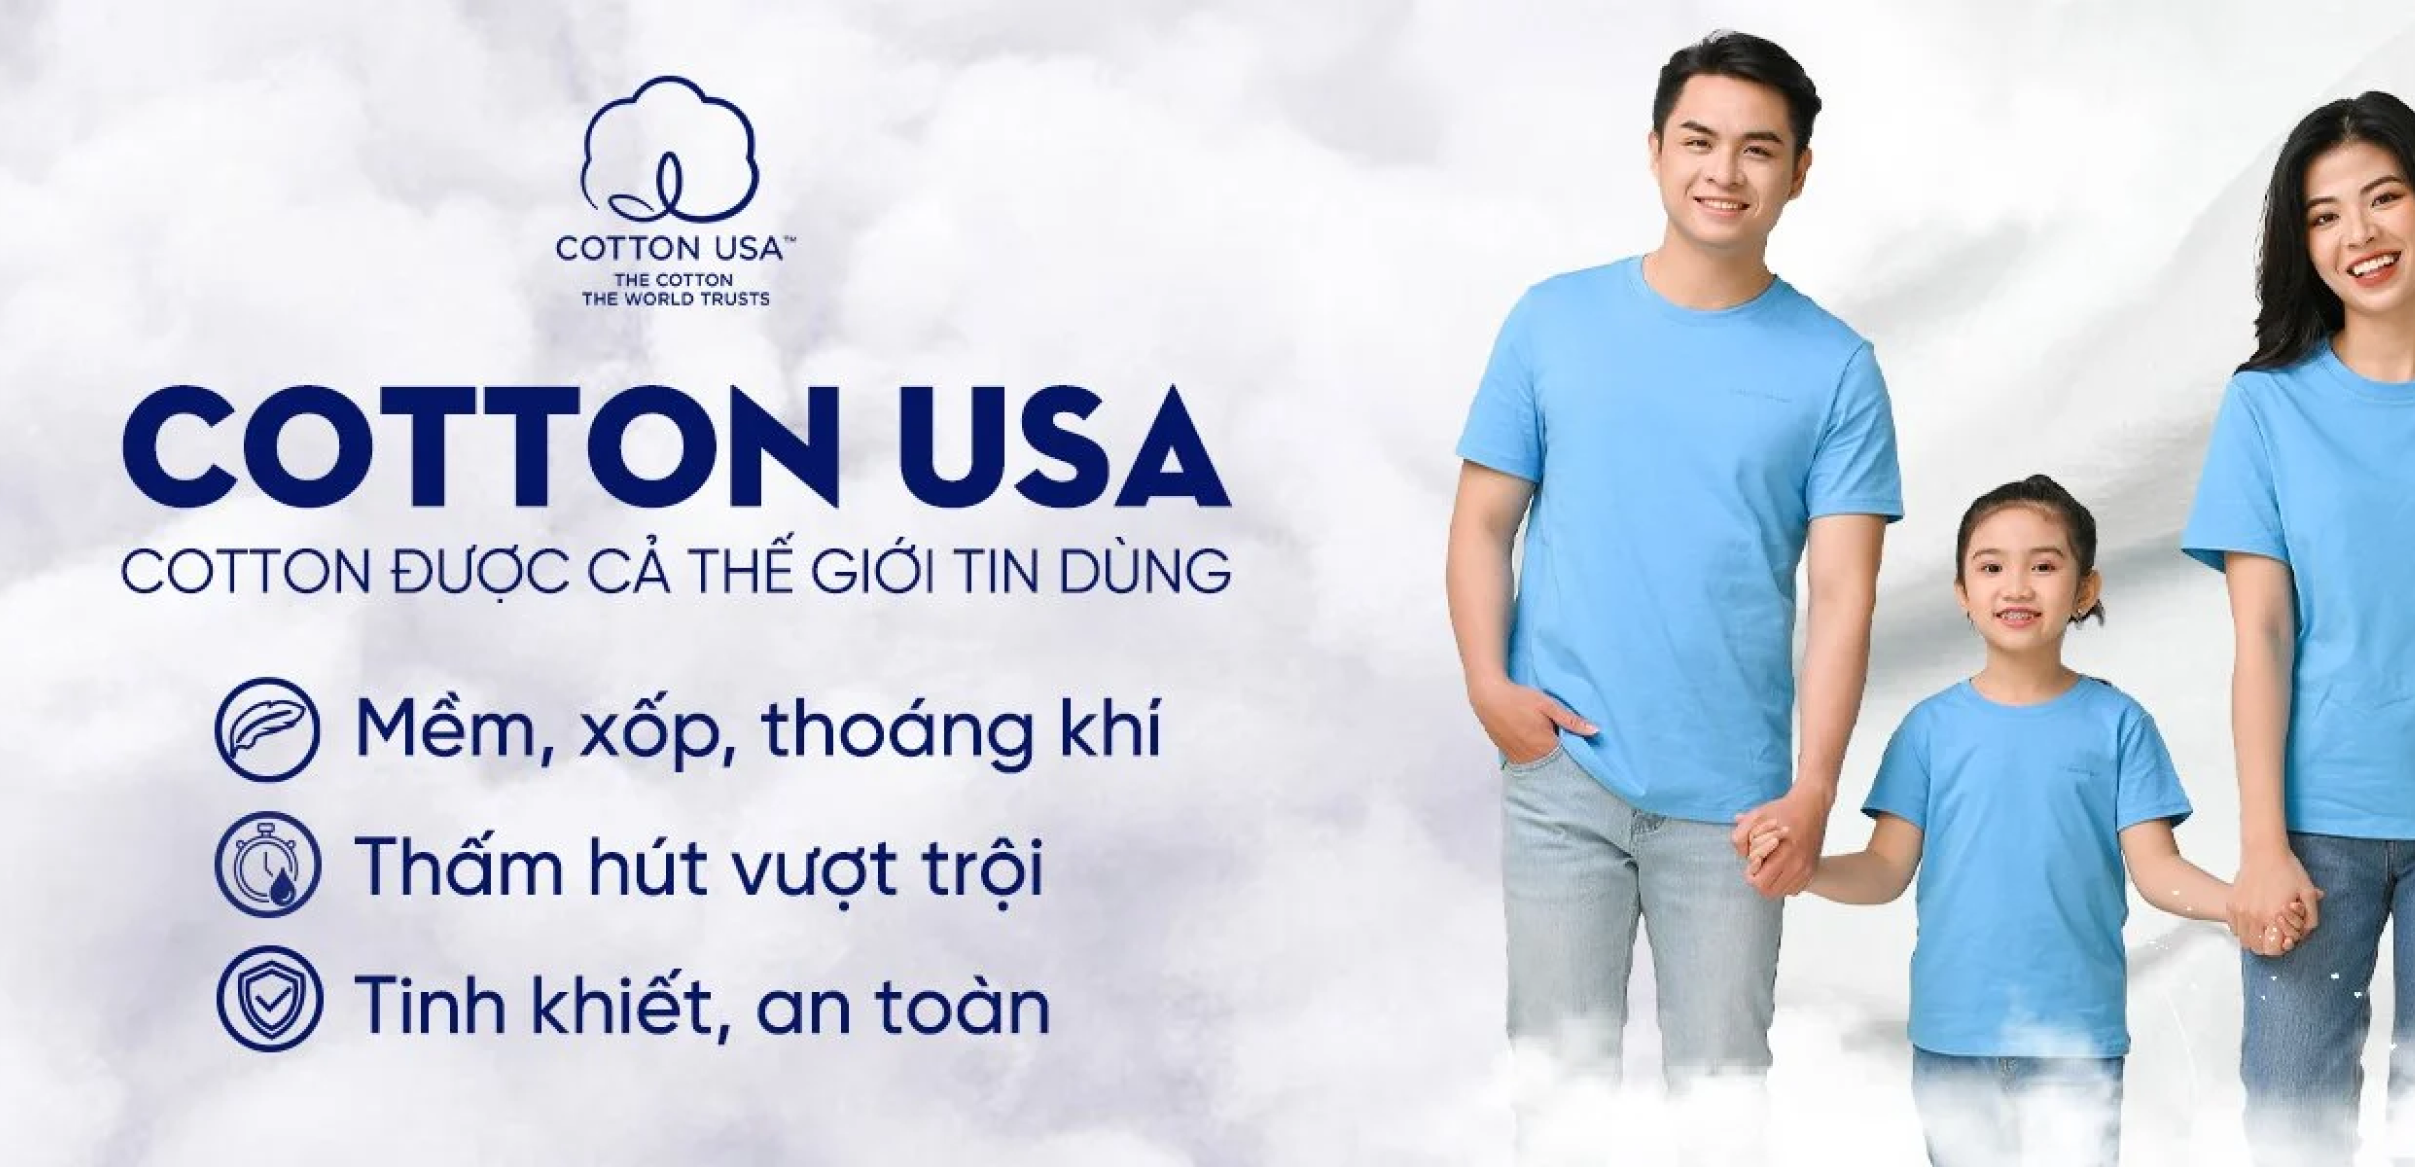 COTTON USA™
THE COTTON
THE WORLD TRUSTS
COTTON USA
COTTON ĐƯỢC CẢ THẾ GIỚI TIN DÙNG
Mềm, xốp, thoáng khí
Thấm hút vượt trội
Tinh khiết, an toàn